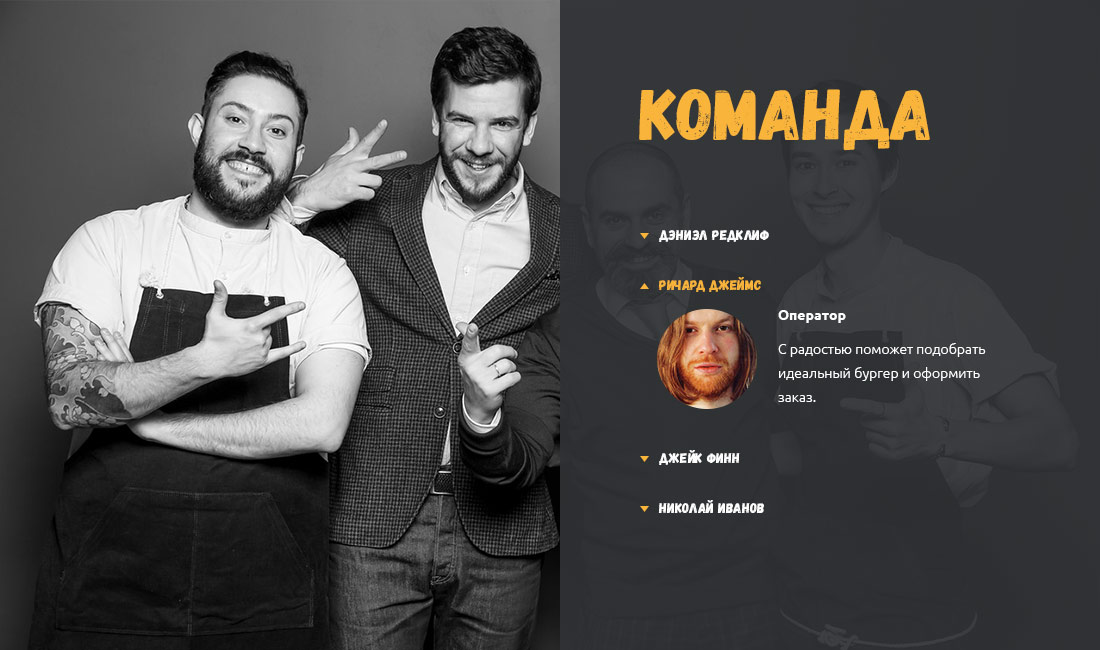 КОМАНДА
ДЭНИЭЛ РЕДКЛИФ
РИЧАРД ДЖЕЙМС
Оператор
С радостью поможет подобрать
идеальный бургер и оформить
заказ.
ДЖЕЙК ФИНН
НИКОЛАЙ ИВАНОВ